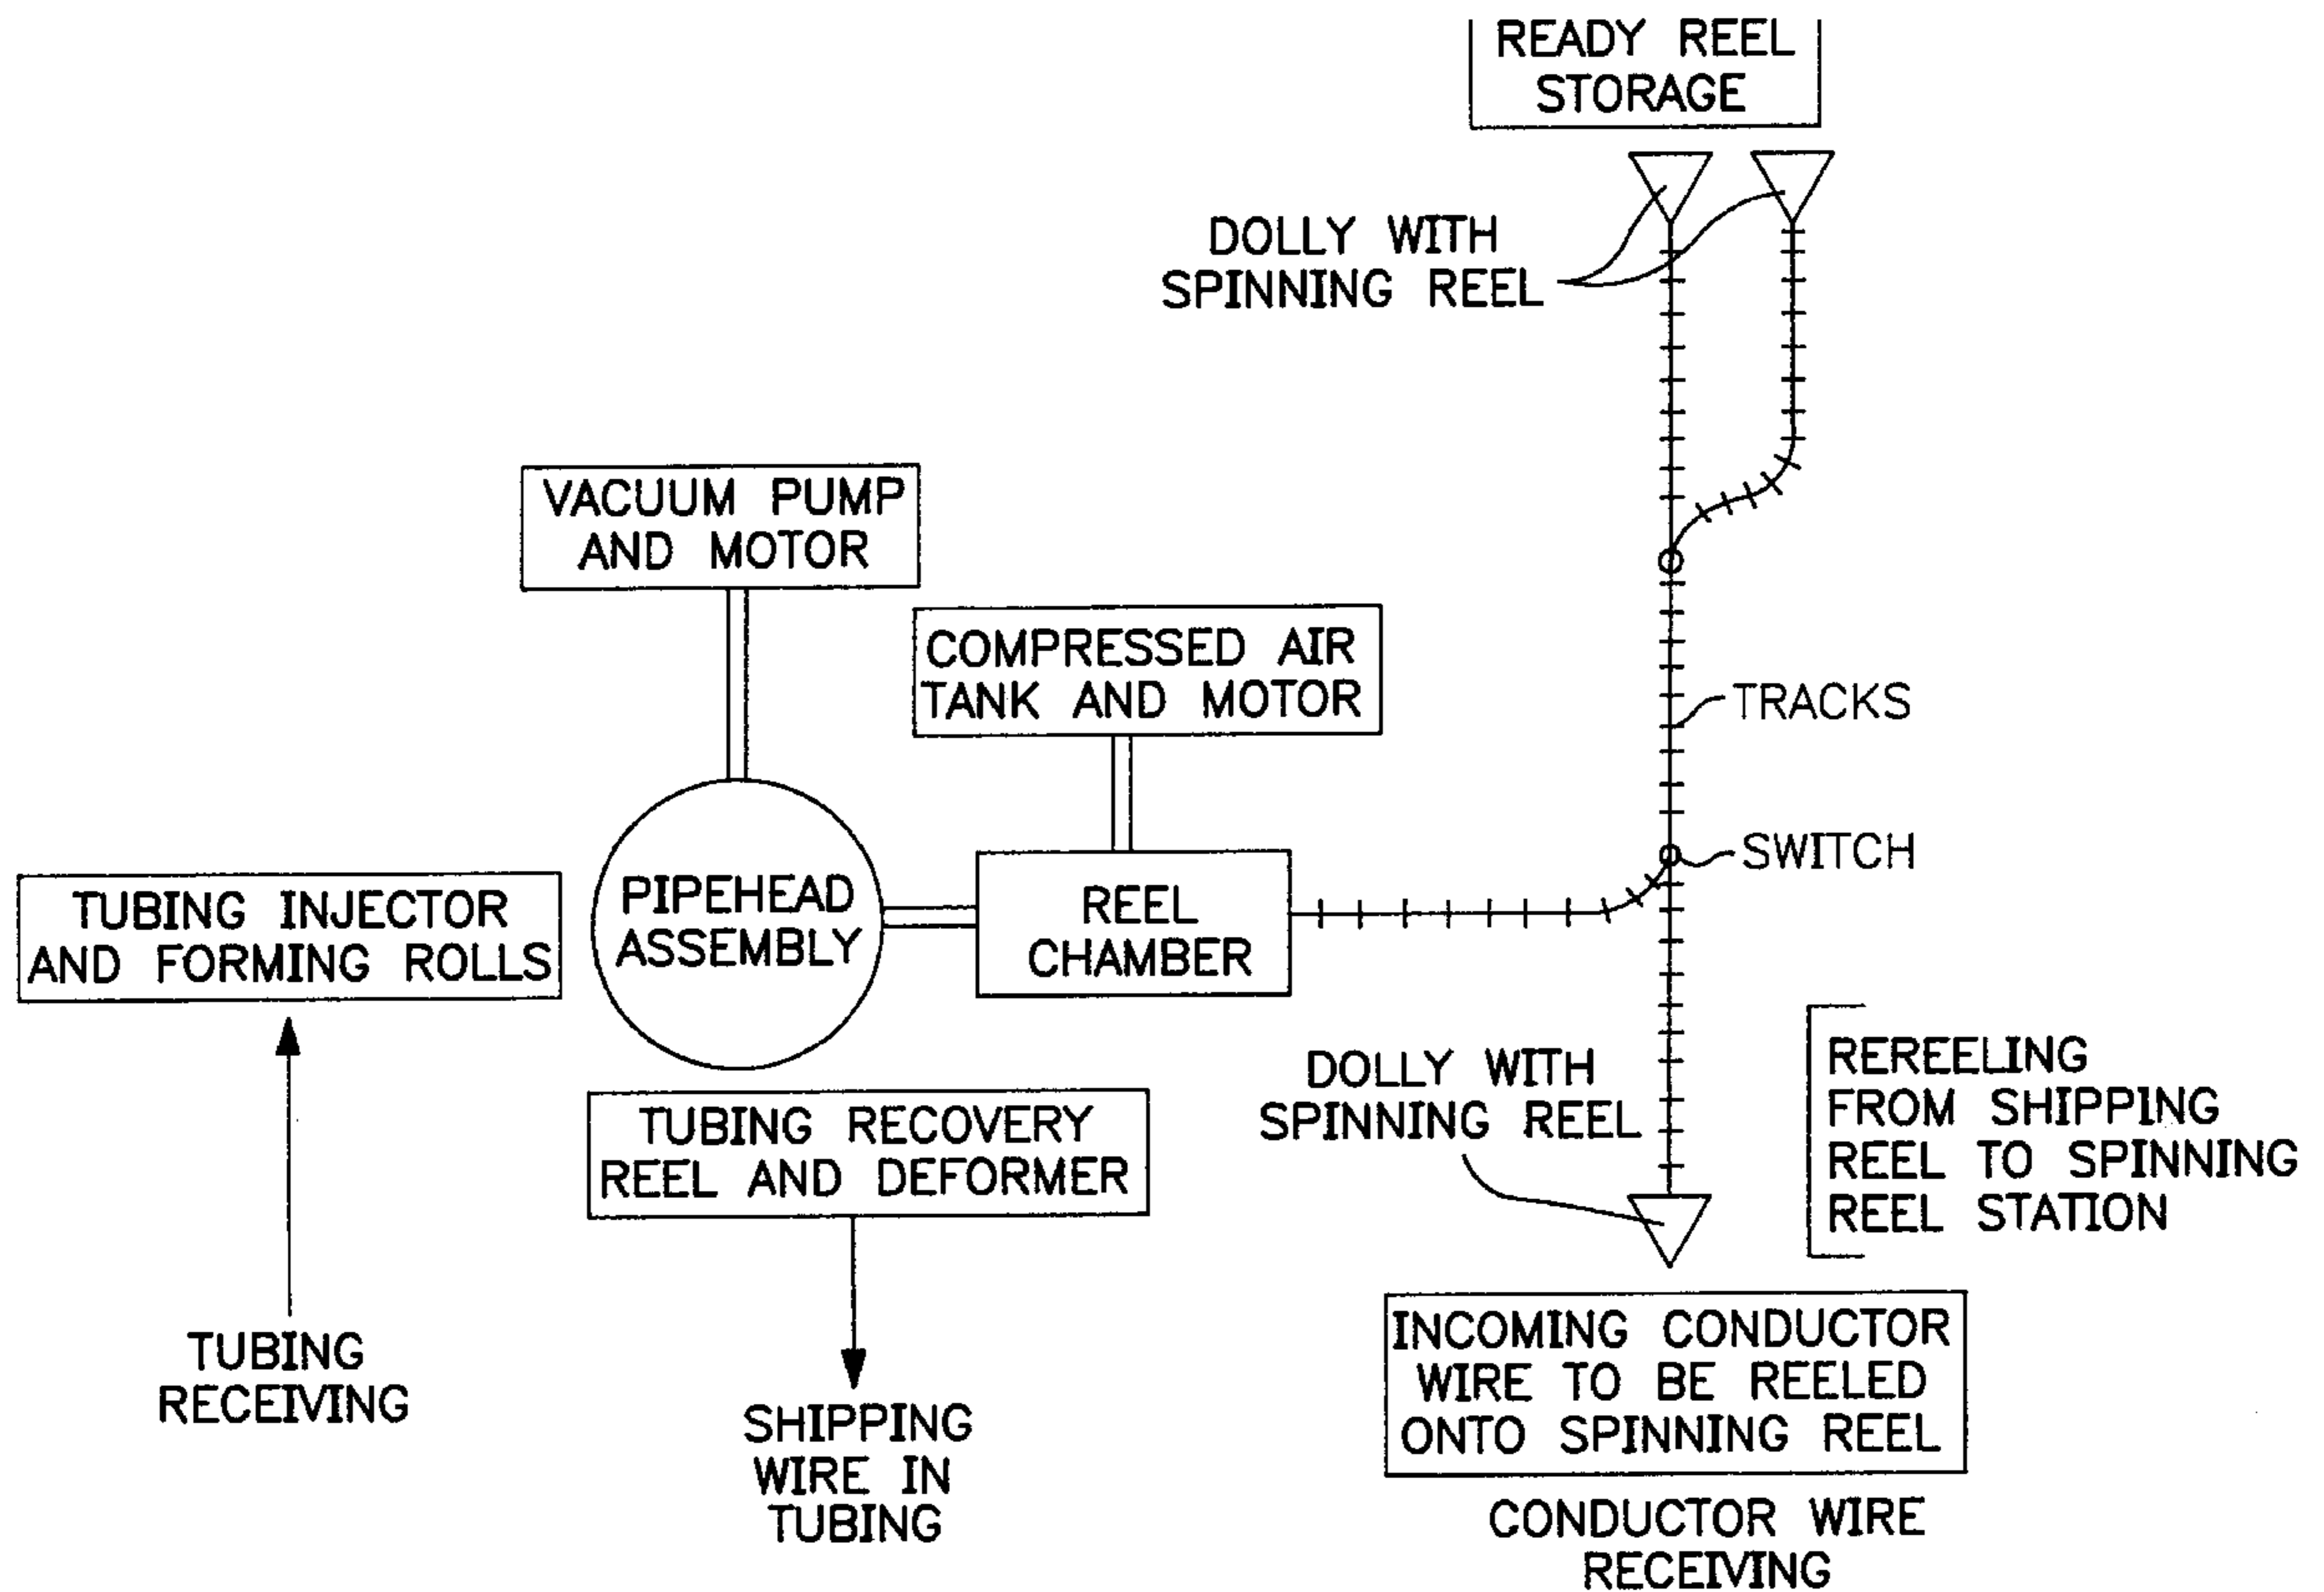 READY REEL
STORAGE
DOLLY WITH
SPINNING REEL
VACUUM PUMP
AND MOTOR
COMPRESSED AIR
TANK AND MOTOR
TRACKS
SWITCH
PIPEHEAD
ASSEMBLY
REEL
CHAMBER
TUBING INJECTOR
AND FORMING ROLLS
DOLLY WITH
SPINNING REEL
REREELING
FROM SHIPPING
REEL TO SPINNING
REEL STATION
TUBING RECOVERY
REEL AND DEFORMER
TUBING
RECEIVING
SHIPPING
WIRE IN
TUBING
INCOMING CONDUCTOR
WIRE TO BE REELED
ONTO SPINNING REEL
CONDUCTOR WIRE
RECEIVING